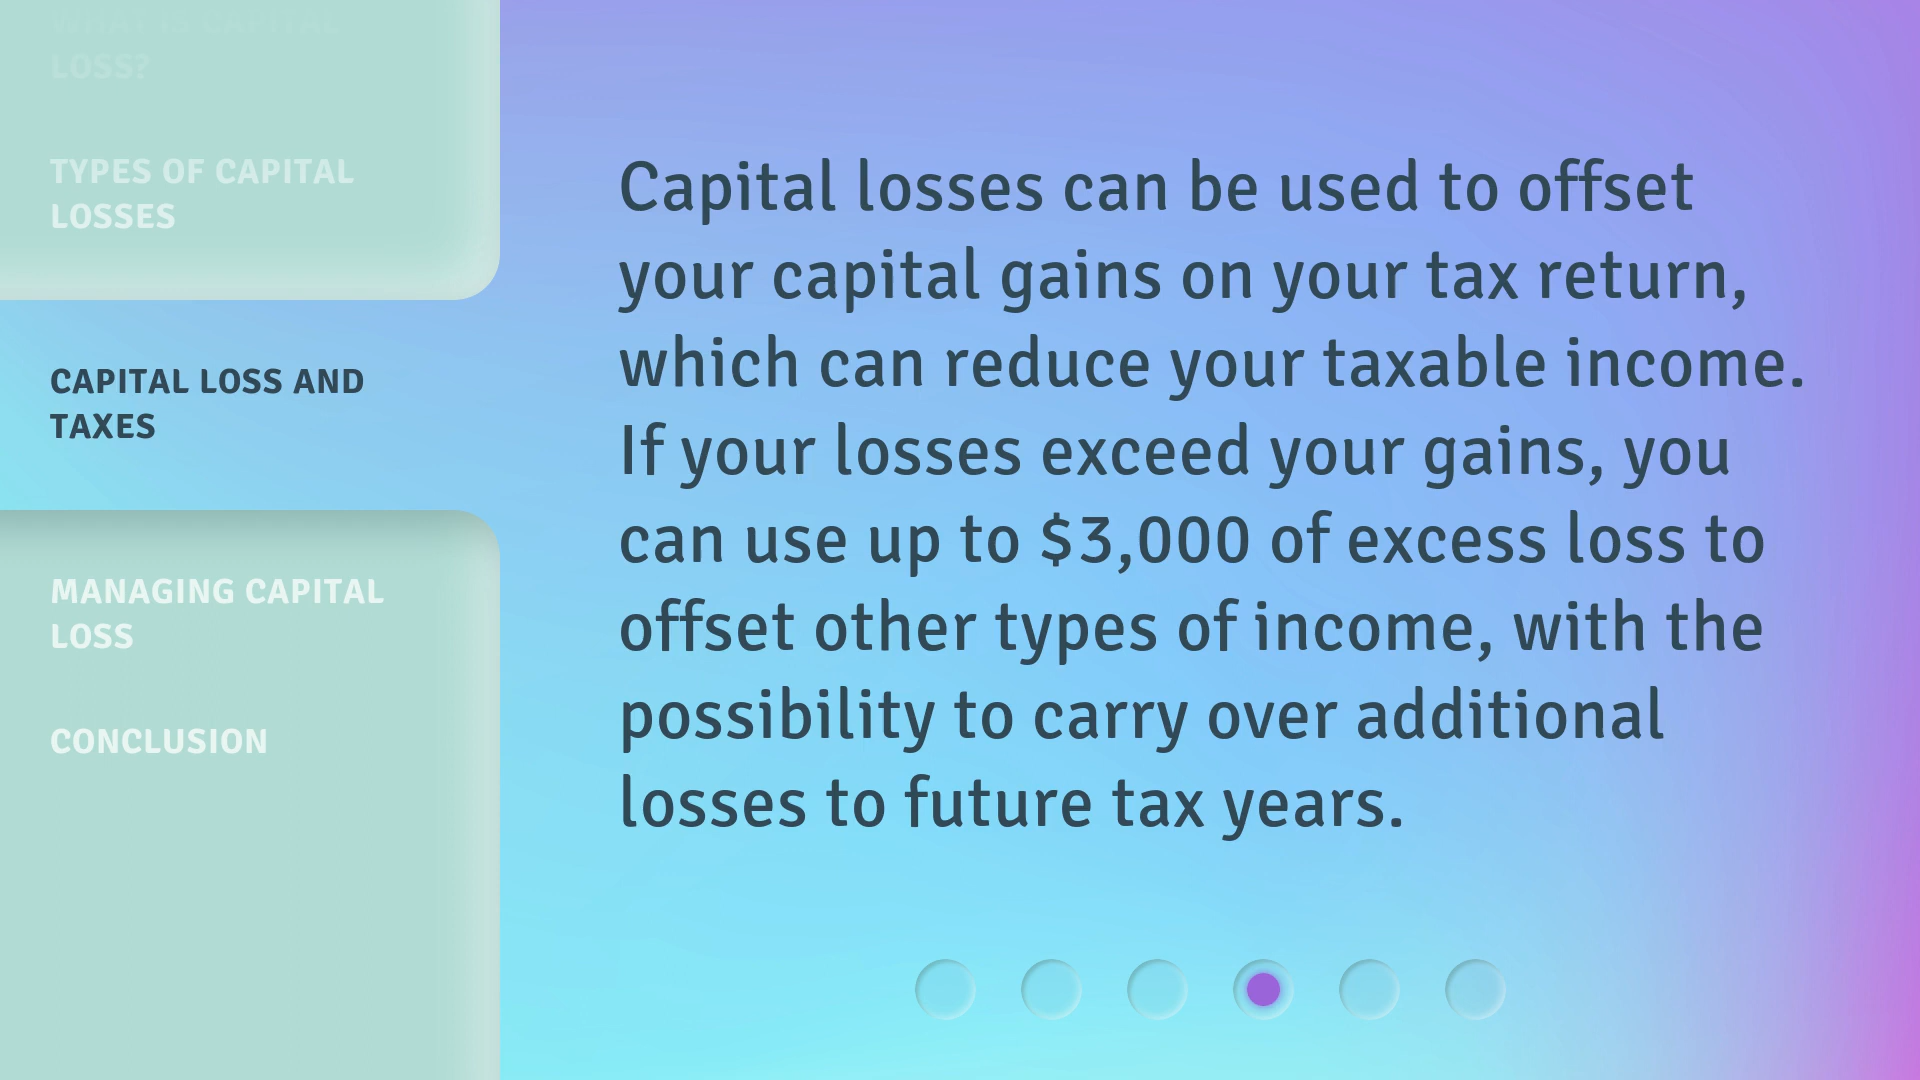 WHAT IS CAPITAL
LOSS?
TYPES OF CAPITAL
LOSSES
CAPITAL LOSS AND
TAXES
MANAGING CAPITAL
LOSS
CONCLUSION
Capital losses can be used to offset
your capital gains on your tax return,
which can reduce your taxable income.
If your losses exceed your gains, you
can use up to $3,000 of excess loss to
offset other types of income, with the
possibility to carry over additional
losses to future tax years.